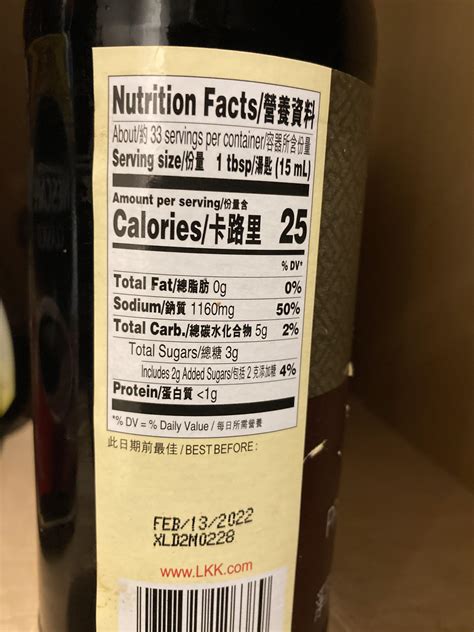 Nutrition Facts/營養資料
About/約 33 servings per container/容器所含份量
Serving size/份量 1 tbsp/湯匙 (15 mL)
Amount per serving/份量含
Calories/卡路里 25
% DV*
Total Fat/總脂肪 0g 0%
Sodium/鈉質 1160mg 50%
Total Carb./總碳水化合物 5g 2%
Total Sugars/總糖 3g
Includes 2g Added Sugars/包括 2 克添加糖 4%
Protein/蛋白質 <1g
*% DV = % Daily Value / 每日所需營養
此日期前最佳 / BEST BEFORE :
FEB/13/2022
XLD2M0228
www.LKK.com